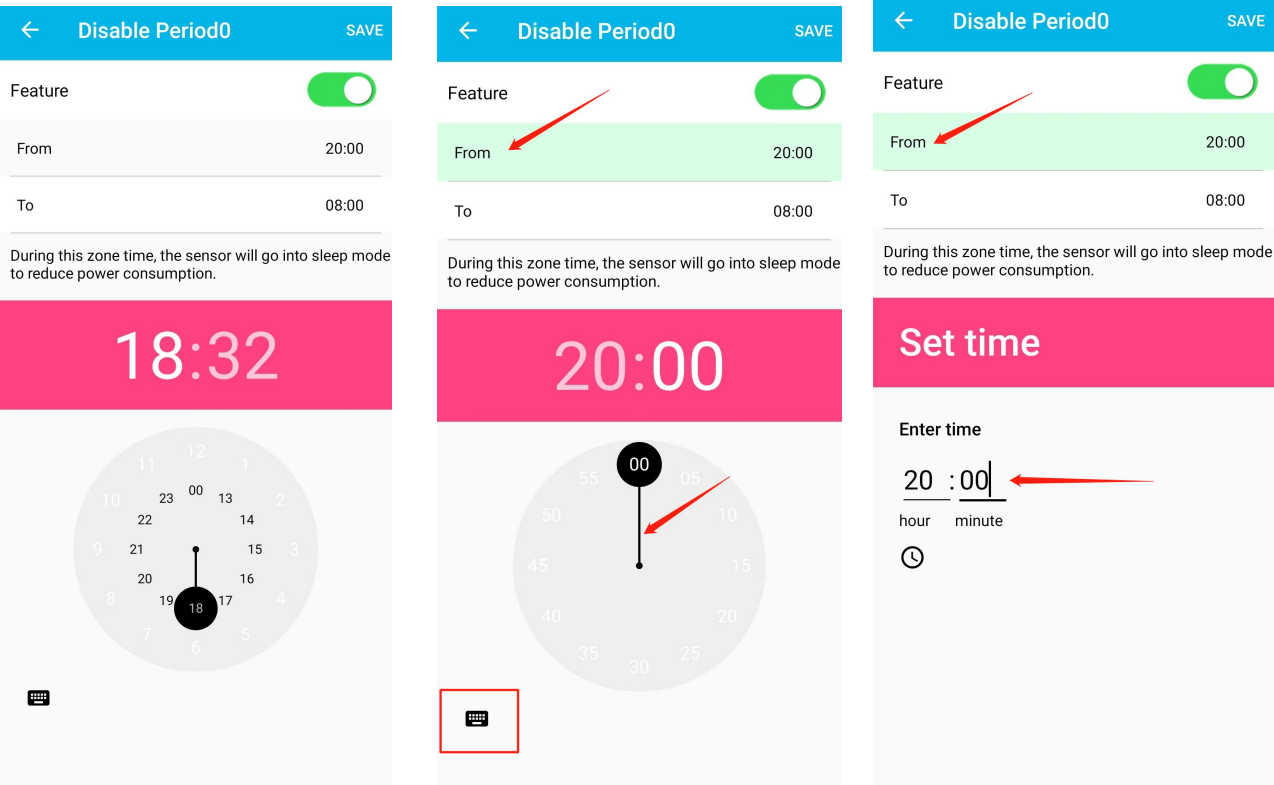 Disable Period0 SAVE
Feature
From 20:00
To 08:00
During this zone time, the sensor will go into sleep mode
to reduce power consumption.
18:32
12
11 1
10 23 00 13 2
22 14
9 21 15 3
20 16
8 19 18 17 4
7 5
6
Disable Period0 SAVE
Feature
From 20:00
To 08:00
During this zone time, the sensor will go into sleep mode
to reduce power consumption.
20:00
00
55 05
50 10
45 15
40 20
35 25
30
Disable Period0 SAVE
Feature
From 20:00
To 08:00
During this zone time, the sensor will go into sleep mode
to reduce power consumption.
Set time
Enter time
20 : 00
hour minute